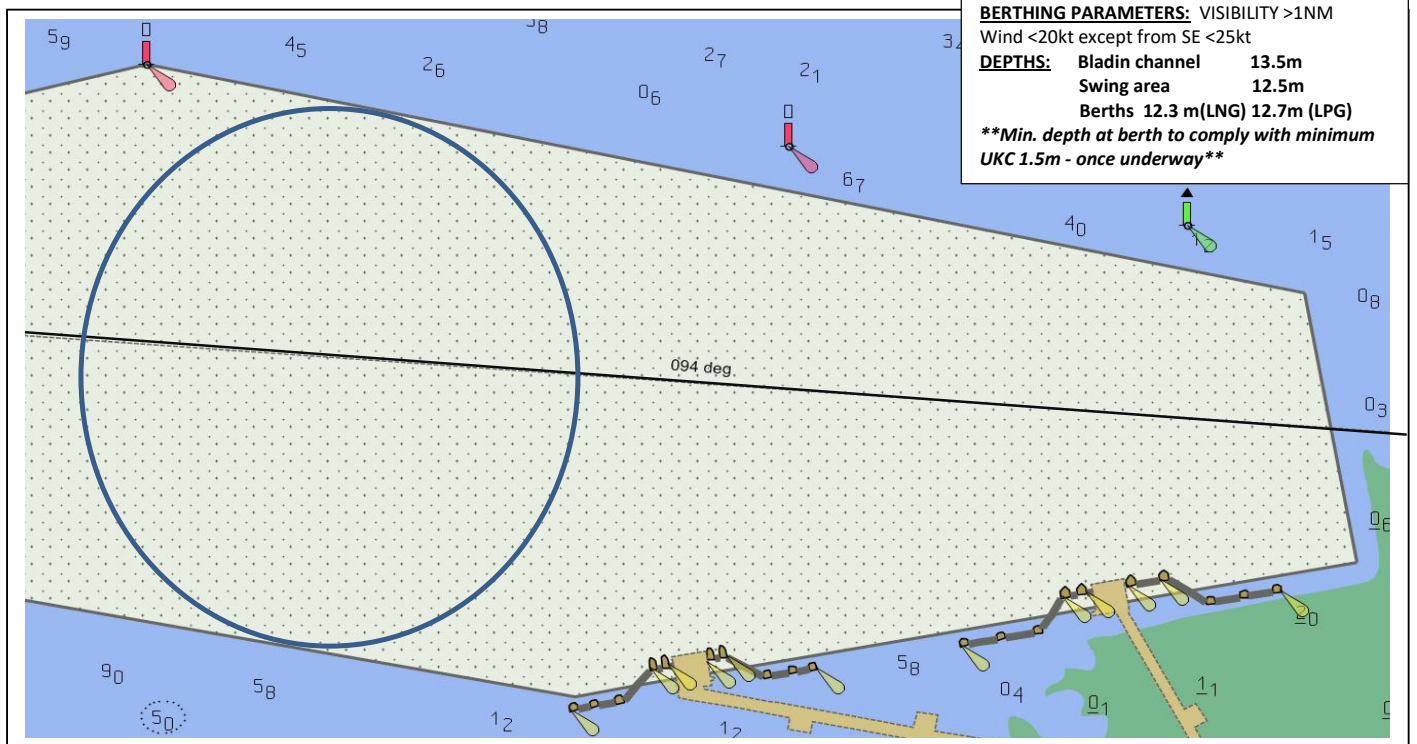 BERTHING PARAMETERS: VISIBILITY >1NM
Wind <20kt except from SE <25kt
DEPTHS: Bladin channel 13.5m
Swing area 12.5m
Berths 12.3 m(LNG) 12.7m (LPG)
**Min. depth at berth to comply with minimum
UKC 1.5m - once underway**
5₉ 4₅ 2₆ 3₈ 2₇ 2₁
0₆
6₇
4₀ 1₅
0₈
094 deg
0₃
9₀ 5₈ 5₈ 0₄ 0₁ 1₁
5₀ 1₂ 1₂